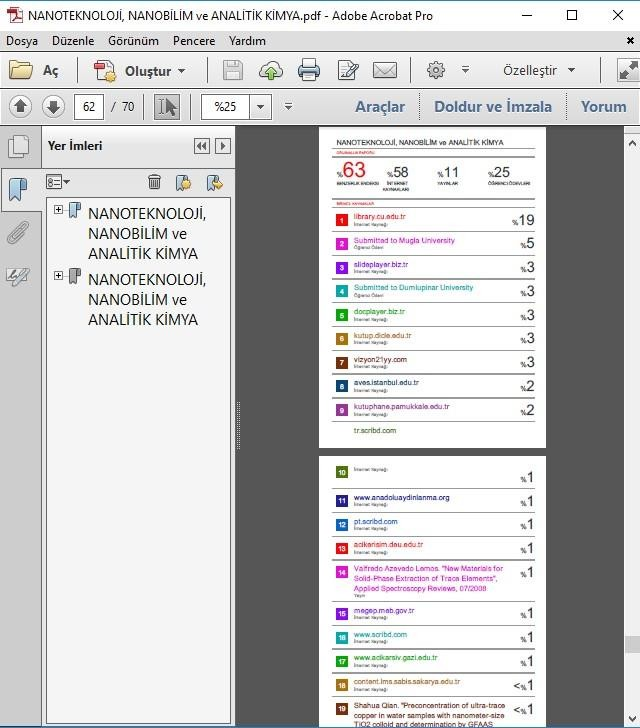 NANOTEKNOLOJİ, NANOBİLİM ve ANALİTİK KİMYA.pdf - Adobe Acrobat Pro
Dosya Düzenle Görünüm Pencere Yardım
Aç Oluştur Özelleştir
62 / 70 %25 Araçlar Doldur ve İmzala Yorum
Yer İmleri
NANOTEKNOLOJİ,
NANOBİLİM ve
ANALİTİK KİMYA
NANOTEKNOLOJİ,
NANOBİLİM ve
ANALİTİK KİMYA
NANOTEKNOLOJİ, NANOBİLİM ve ANALİTİK KİMYA
ORIJINALLIK RAPORU
%63 %58 %11 %25
BENZERLIK ENDEKSI İNTERNET KAYNAKLARI YAYINLAR ÖĞRENCI ÖDEVLERI
BIRINCIL KAYNAKLAR
1 library.cu.edu.tr %19
İnternet Kaynağı
2 Submitted to Mugla University %5
Öğrenci Ödevi
3 slideplayer.biz.tr %3
İnternet Kaynağı
4 Submitted to Dumlupinar University %3
Öğrenci Ödevi
5 docplayer.biz.tr %3
İnternet Kaynağı
6 kutup.dicle.edu.tr %3
İnternet Kaynağı
7 vizyon21yy.com %3
İnternet Kaynağı
8 aves.istanbul.edu.tr %2
İnternet Kaynağı
9 kutuphane.pamukkale.edu.tr %2
İnternet Kaynağı
tr.scribd.com
10 İnternet Kaynağı %1
11 www.anadoluaydinlanma.org %1
İnternet Kaynağı
12 pt.scribd.com %1
İnternet Kaynağı
13 acikerisim.deu.edu.tr %1
İnternet Kaynağı
14 Valfredo Azevedo Lemos. "New Materials for %1
Solid-Phase Extraction of Trace Elements",
Applied Spectroscopy Reviews, 07/2008
Yayın
15 megep.meb.gov.tr %1
İnternet Kaynağı
16 www.scribd.com %1
İnternet Kaynağı
17 www.acikarsiv.gazi.edu.tr %1
İnternet Kaynağı
18 content.lms.sabis.sakarya.edu.tr <%1
İnternet Kaynağı
19 Shahua Qian. "Preconcentration of ultra-trace <%1
copper in water samples with nanometer-size
TiO2 colloid and determination by GFAAS